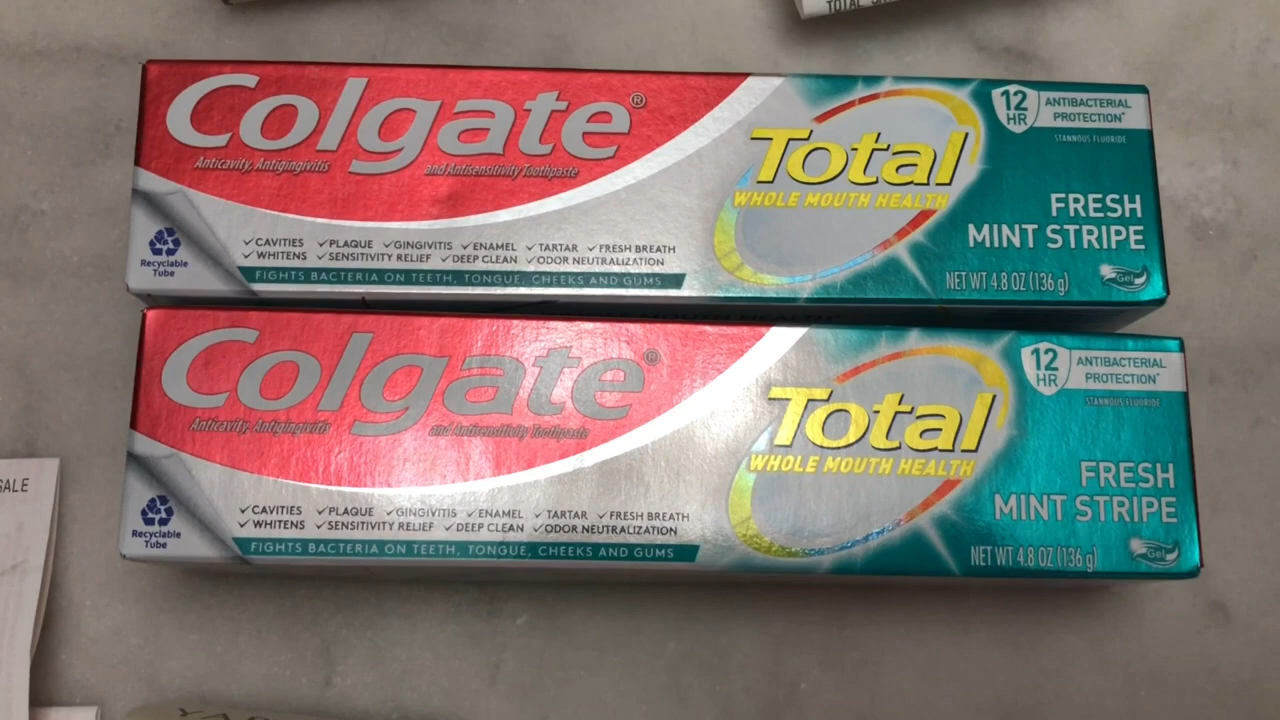 TOTAL
Colgate®
Anticavity, Antigingivitis and Antisensitivity Toothpaste
Total
WHOLE MOUTH HEALTH
12 HR
ANTIBACTERIAL
PROTECTION*
STANNOUS FLUORIDE
FRESH
MINT STRIPE
NET WT 4.8 OZ (136 g)
Gel
Recyclable
Tube
✓CAVITIES ✓PLAQUE ✓GINGIVITIS ✓ENAMEL ✓TARTAR ✓FRESH BREATH
✓WHITENS ✓SENSITIVITY RELIEF ✓DEEP CLEAN ✓ODOR NEUTRALIZATION
FIGHTS BACTERIA ON TEETH, TONGUE, CHEEKS AND GUMS
Colgate®
Anticavity, Antigingivitis and Antisensitivity Toothpaste
Total
WHOLE MOUTH HEALTH
12 HR
ANTIBACTERIAL
PROTECTION*
STANNOUS FLUORIDE
FRESH
MINT STRIPE
NET WT 4.8 OZ (136 g)
Gel
Recyclable
Tube
✓CAVITIES ✓PLAQUE ✓GINGIVITIS ✓ENAMEL ✓TARTAR ✓FRESH BREATH
✓WHITENS ✓SENSITIVITY RELIEF ✓DEEP CLEAN ✓ODOR NEUTRALIZATION
FIGHTS BACTERIA ON TEETH, TONGUE, CHEEKS AND GUMS
SALE